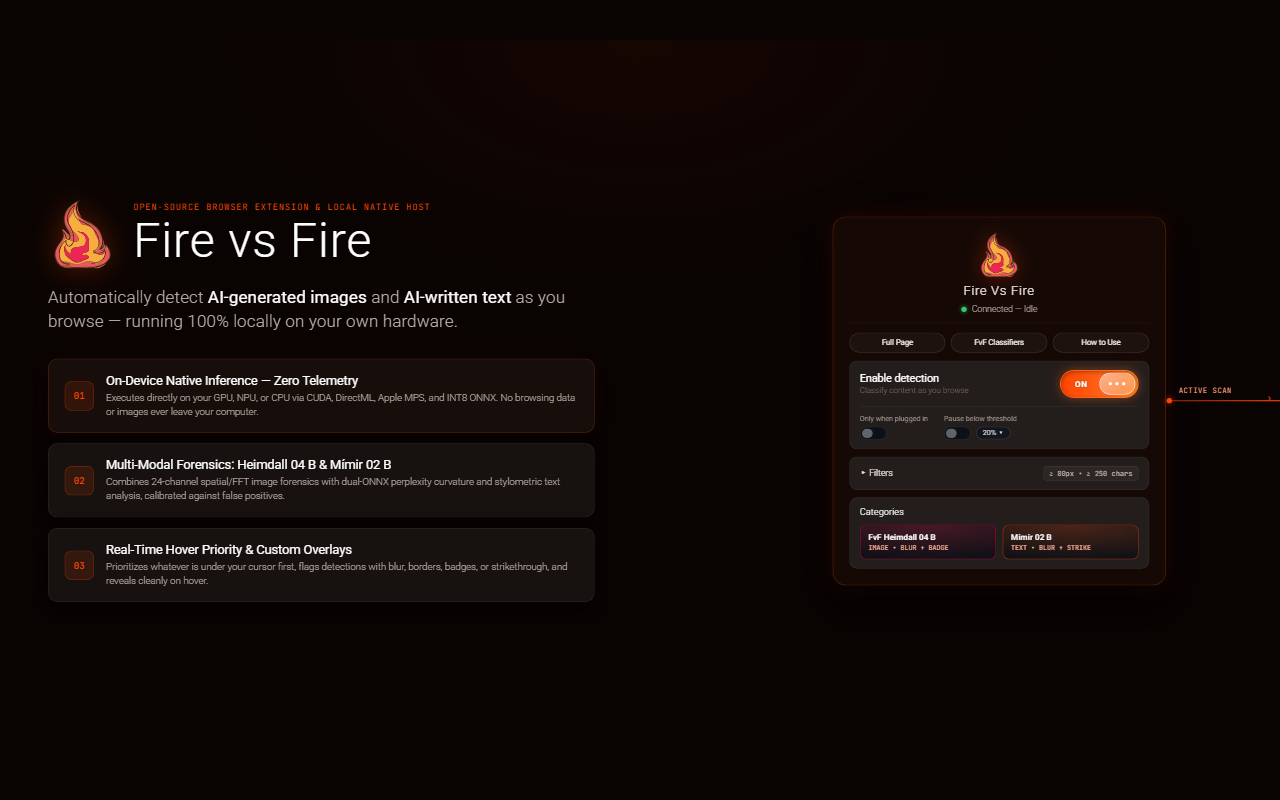 OPEN-SOURCE BROWSER EXTENSION & LOCAL NATIVE HOST
Fire vs Fire
Automatically detect AI-generated images and AI-written text as you
browse — running 100% locally on your own hardware.
01
On-Device Native Inference — Zero Telemetry
Executes directly on your GPU, NPU, or CPU via CUDA, DirectML, Apple MPS, and INT8 ONNX. No browsing data
or images ever leave your computer.
02
Multi-Modal Forensics: Heimdall 04 B & Mímir 02 B
Combines 24-channel spatial/FFT image forensics with dual-ONNX perplexity curvature and stylometric text
analysis, calibrated against false positives.
03
Real-Time Hover Priority & Custom Overlays
Prioritizes whatever is under your cursor first, flags detections with blur, borders, badges, or strikethrough, and
reveals cleanly on hover.
Fire Vs Fire
Connected — Idle
Full Page
FvF Classifiers
How to Use
Enable detection
Classify content as you browse
ON
Only when plugged in
Pause below threshold
20% ▾
▸ Filters
≥ 80px • ≥ 250 chars
Categories
FvF Heimdall 04 B
IMAGE • BLUR + BADGE
Mimir 02 B
TEXT • BLUR + STRIKE
ACTIVE SCAN